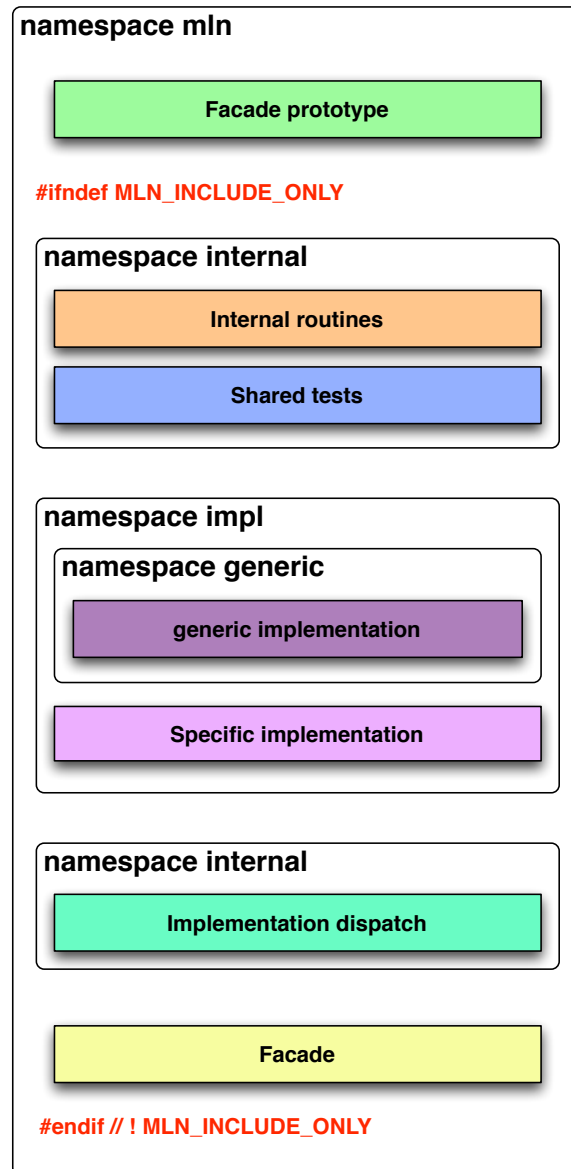 namespace mln
Facade prototype
#ifndef MLN_INCLUDE_ONLY
namespace internal
Internal routines
Shared tests
namespace impl
namespace generic
generic implementation
Specific implementation
namespace internal
Implementation dispatch
Facade
#endif // ! MLN_INCLUDE_ONLY